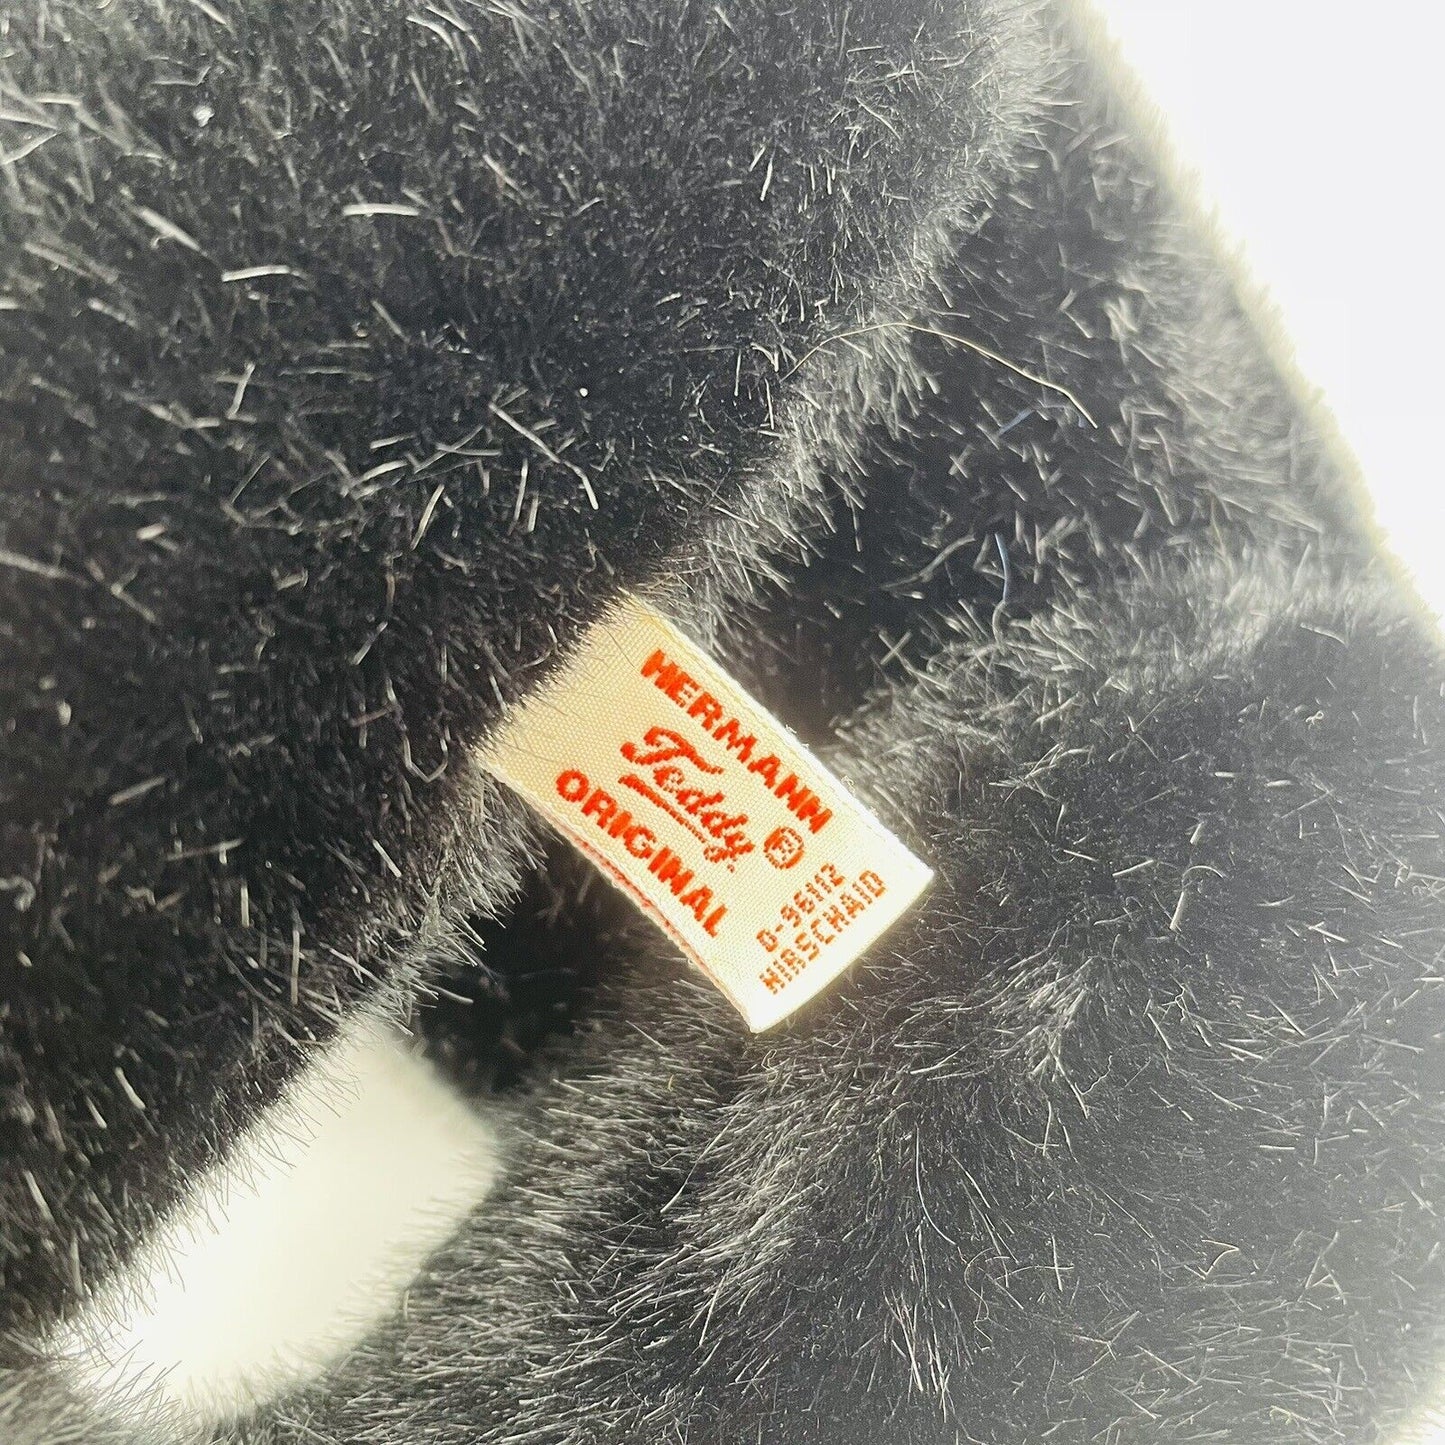 HERMANN
Teddy ®
ORIGINAL
D-96112
HIRSCHAID